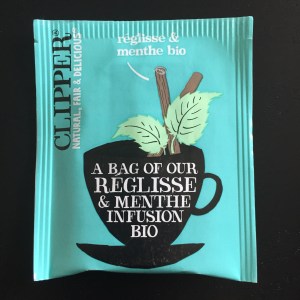 réglisse &
menthe bio
CLIPPER®
NATURAL, FAIR & DELICIOUS
A BAG OF OUR
RÉGLISSE
& MENTHE
INFUSION
BIO